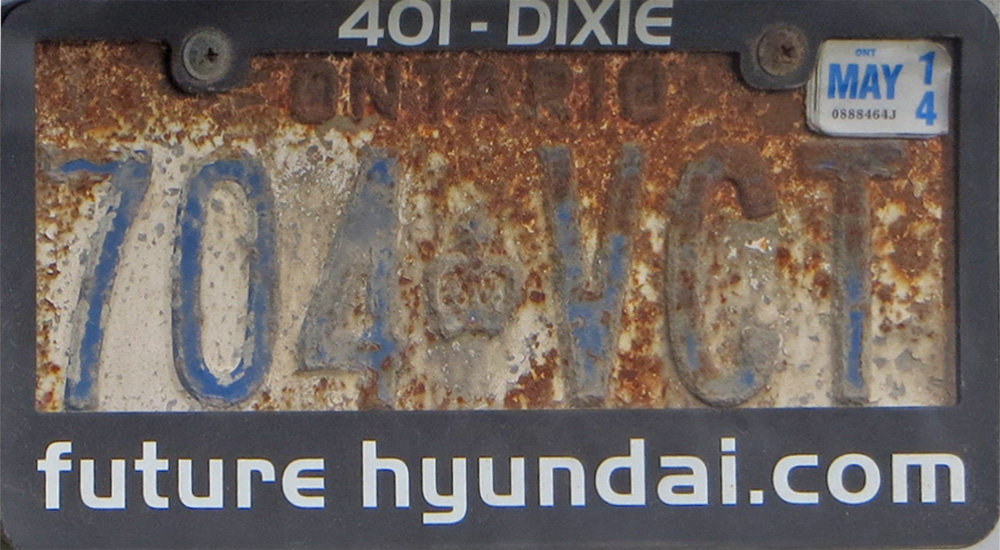 401 - DIXIE
ONTARIO
ONT
MAY 14
0888464J
704 VCT
future hyundai.com